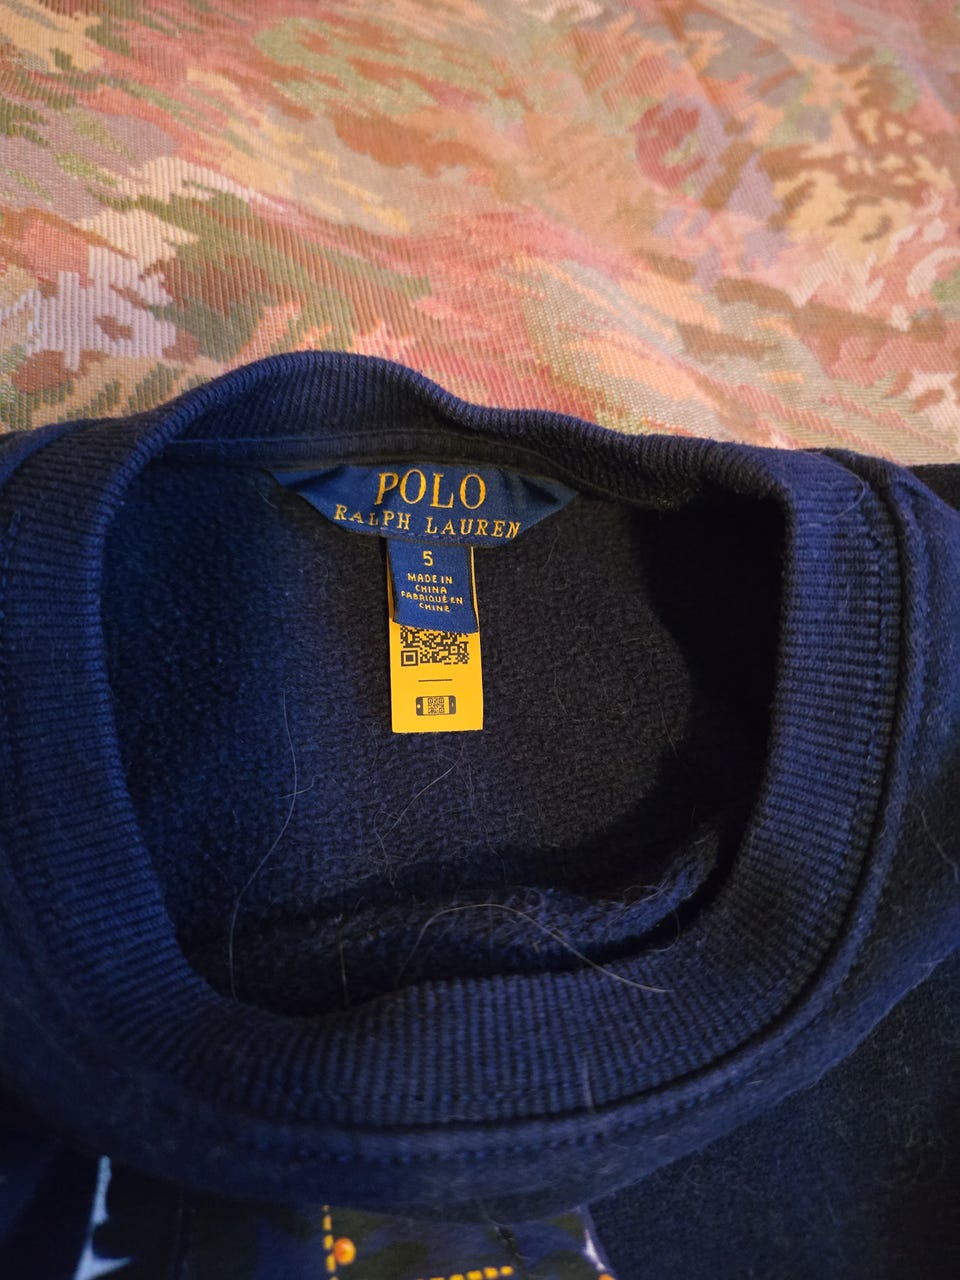 POLO
RALPH LAUREN
5
MADE IN
CHINA
FABRIQUÉ EN
CHINE